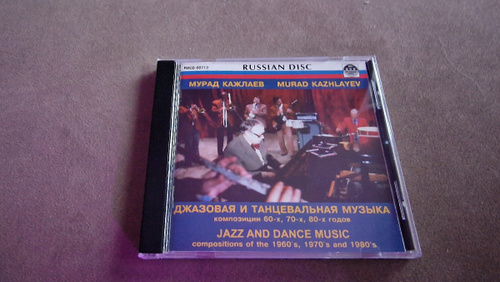 RUSSIAN DISC
МУРАД КАЖЛАЕВ MURAD KAZHLAYEV
ДЖАЗОВАЯ И ТАНЦЕВАЛЬНАЯ МУЗЫКА
композиции 60-х, 70-х, 80-х годов
JAZZ AND DANCE MUSIC
compositions of the 1960's, 1970's and 1980's